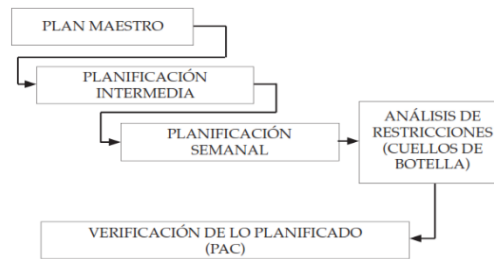 PLAN MAESTRO
PLANIFICACIÓN
INTERMEDIA
PLANIFICACIÓN
SEMANAL
ANÁLISIS DE
RESTRICCIONES
(CUELLOS DE
BOTELLA)
VERIFICACIÓN DE LO PLANIFICADO
(PAC)